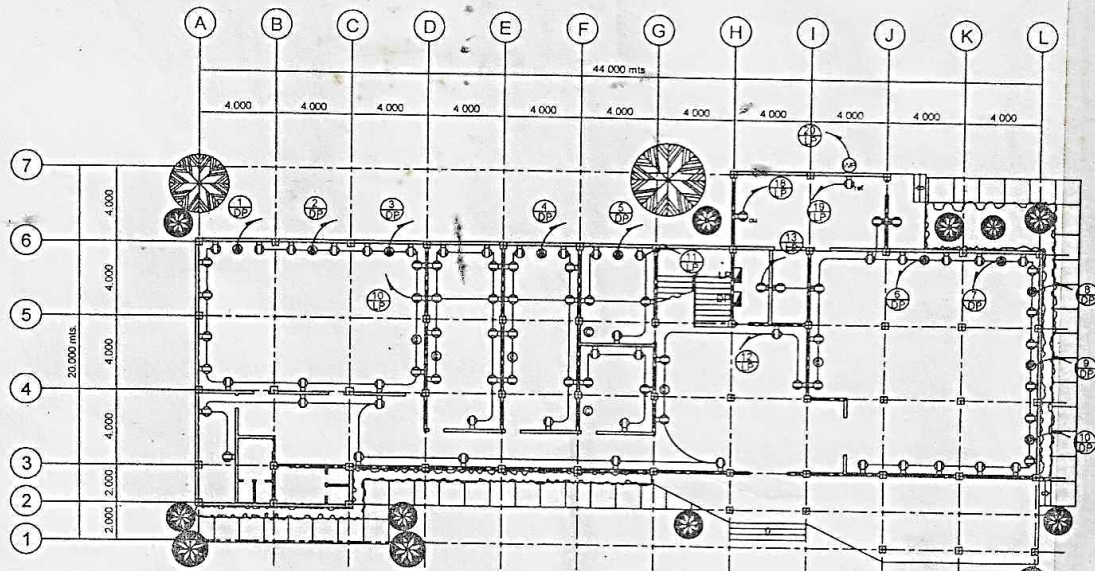 A B C D E F G H I J K L
44 000 mts
4.000 4.000 4.000 4.000 4 000 4 000 4 000 4 000 4 000 4 000 4 000
20 LP
7
18 LP
19 LP
4.000
1 DP
2 DP
3 DP
4 DP
5 DP
13 LP
6
11 LP
4.000
10 LP
6 DP
DP
8 DP
5
20.000 mts.
12 LP
4.000
9 DP
4
4.000
10 DP
3
2.000
2
2.000
1